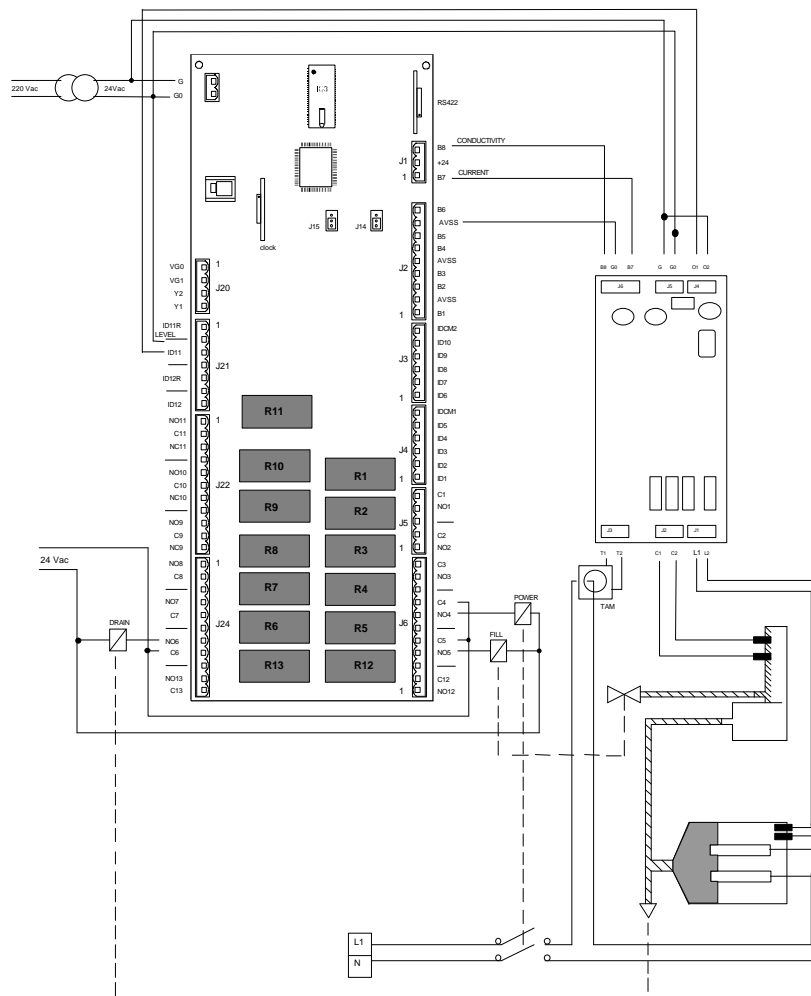 220 Vac
24Vac
G
G0
RS422
J1
1
B8
CONDUCTIVITY
+24
B7
CURRENT
clock
J15
J14
B6
AVSS
B5
B4
AVSS
B3
B2
AVSS
B1
J2
1
VG0
VG1
Y2
Y1
1
J20
ID11R
LEVEL
ID11
ID12R
ID12
1
J21
IDCM2
ID10
ID9
ID8
ID7
ID6
J3
1
IDCM1
ID5
ID4
ID3
ID2
ID1
J4
1
NO11
C11
NC11
NO10
C10
NC10
NO9
C9
NC9
1
J22
R11
R10
R9
R8
R7
R6
R13
R1
R2
R3
R4
R5
R12
C1
NO1
C2
NO2
J5
1
24 Vac
NO8
C8
NO7
C7
NO6
C6
NO13
C13
1
J24
DRAIN
C3
NO3
C4
NO4
C5
NO5
C12
NO12
J6
1
POWER
FILL
B8 G0 B7 G G0 O1 O2
J6 J5 J4
J3 J2 J1
T1 T2 C1 C2 L1 L2
TAM
L1
N